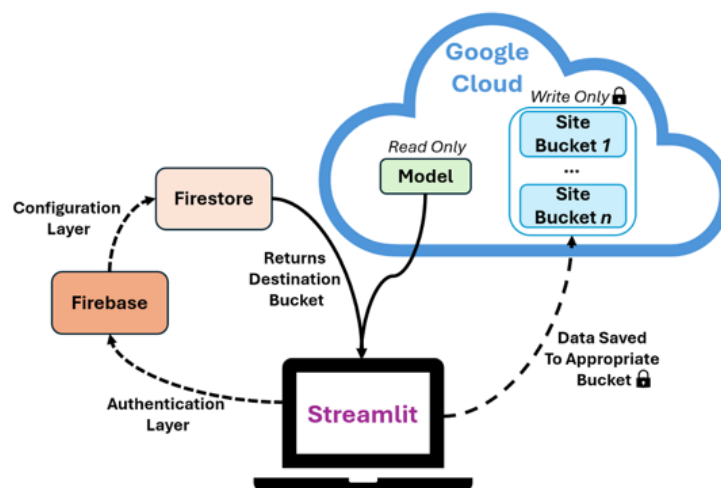 Google
Cloud
Write Only
Site
Bucket 1
...
Site
Bucket n
Read Only
Model
Firestore
Configuration
Layer
Returns
Destination
Bucket
Firebase
Data Saved
To Appropriate
Bucket
Authentication
Layer
Streamlit